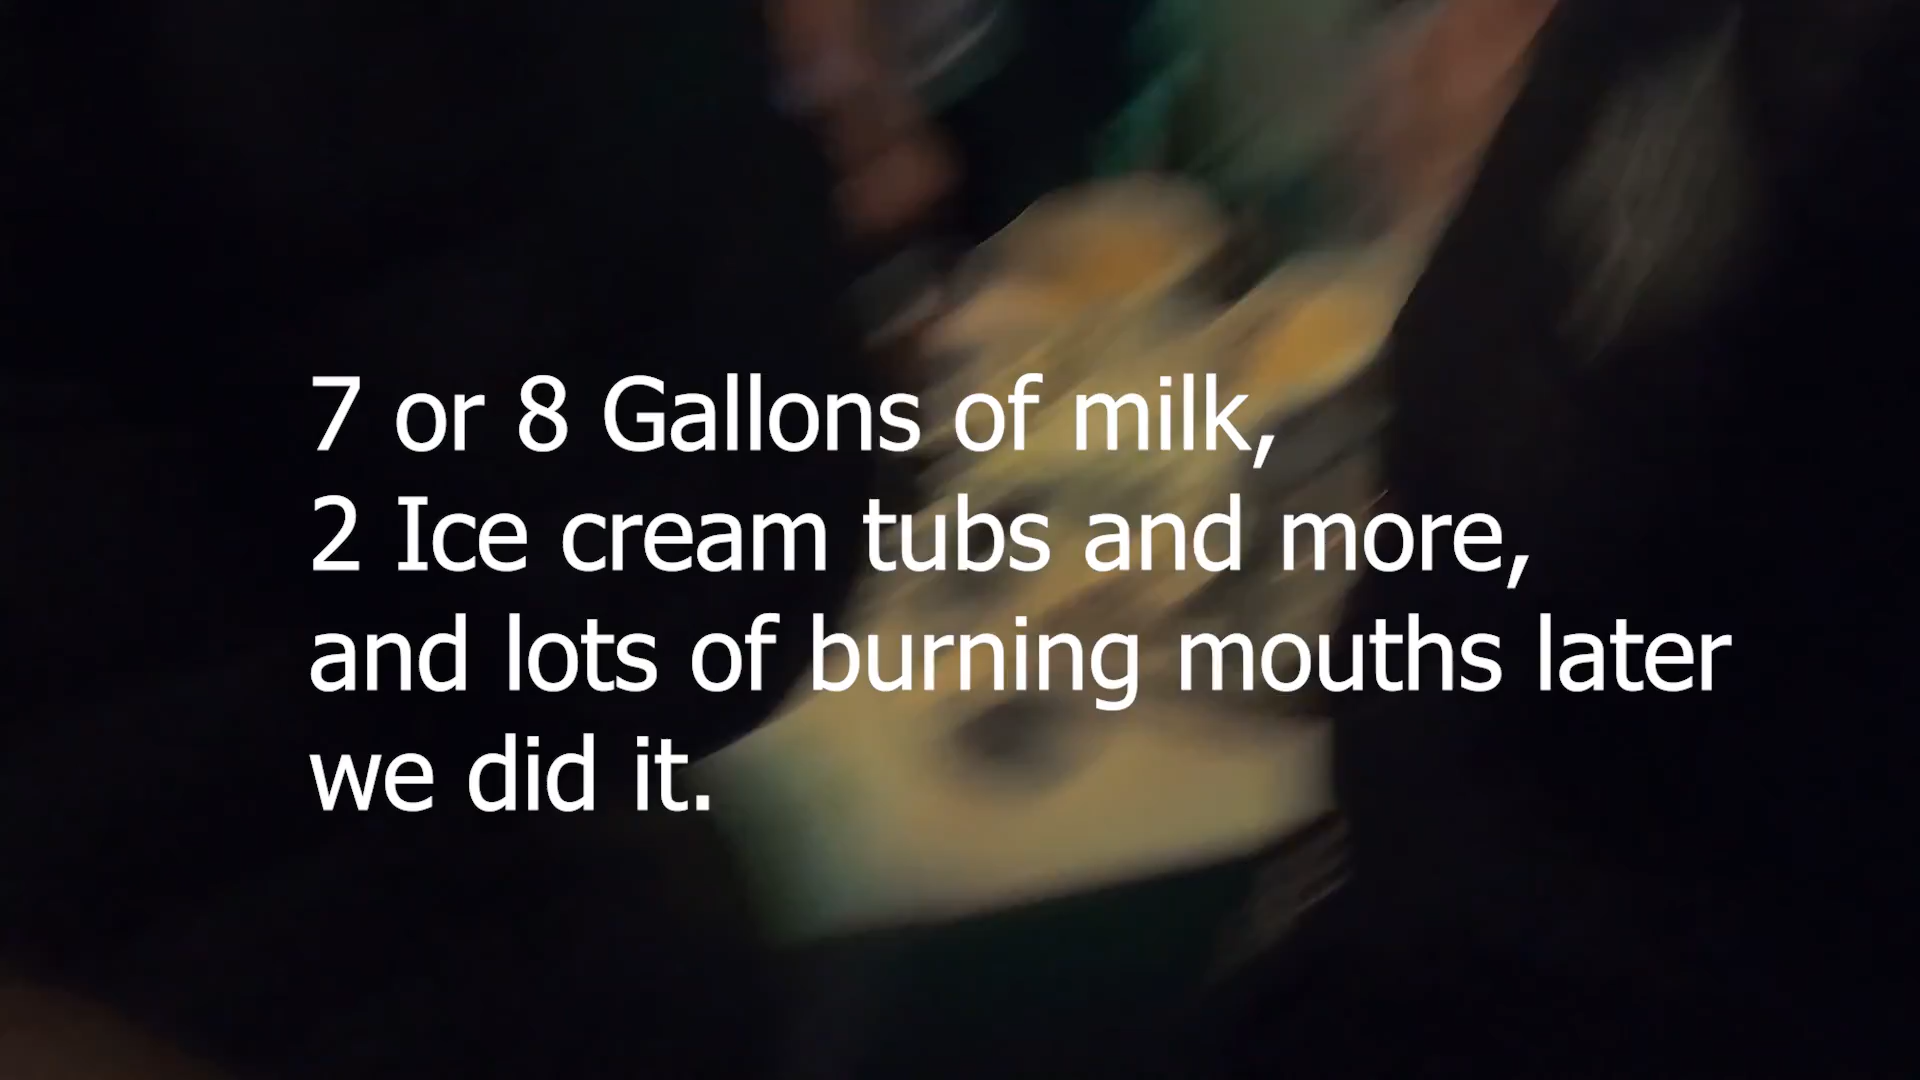 7 or 8 Gallons of milk,
2 Ice cream tubs and more,
and lots of burning mouths later
we did it.